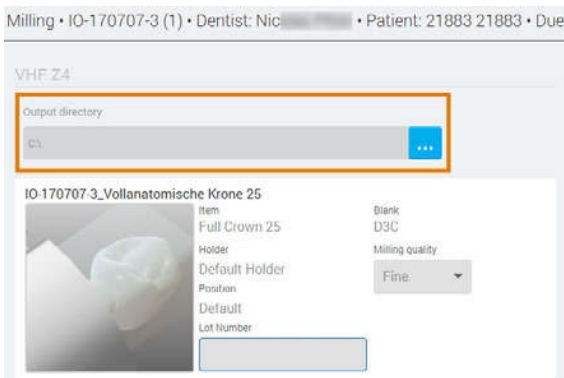 Milling • IO-170707-3 (1) • Dentist: Nic • Patient: 21883 21883 • Due
VHF Z4
Output directory
C:\
...
IO-170707-3_Vollanatomische Krone 25
Item
Full Crown 25
Blank
D3C
Holder
Default Holder
Milling quality
Fine
Position
Default
Lot Number